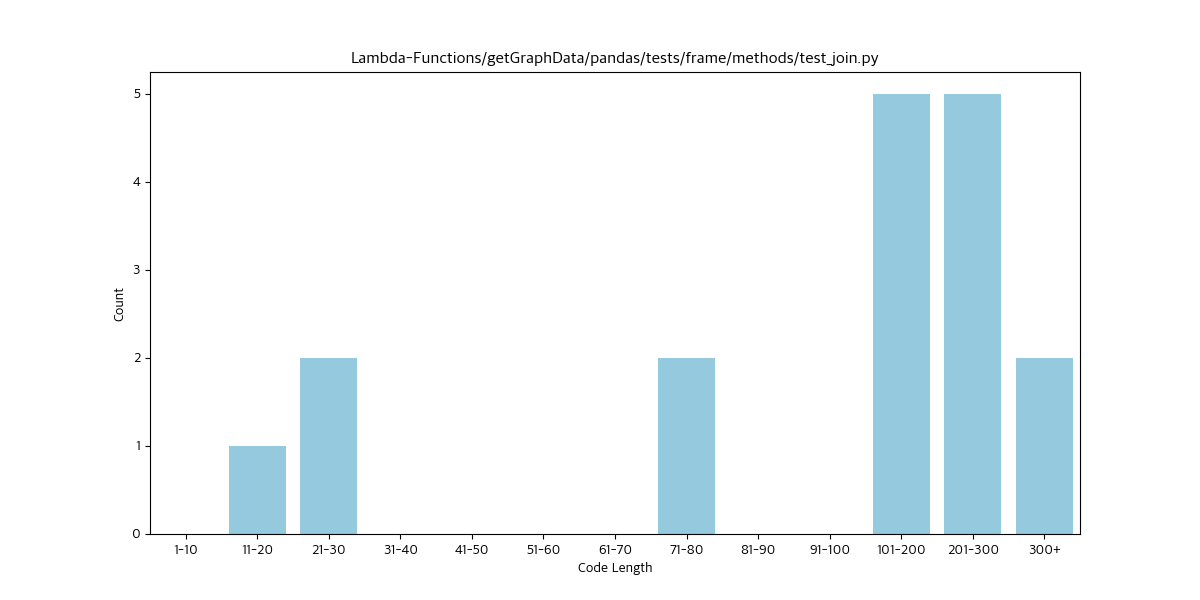 Lambda-Functions/getGraphData/pandas/tests/frame/methods/test_join.py
5
4
3
2
1
0
Count
1-10 11-20 21-30 31-40 41-50 51-60 61-70 71-80 81-90 91-100 101-200 201-300 300+
Code Length